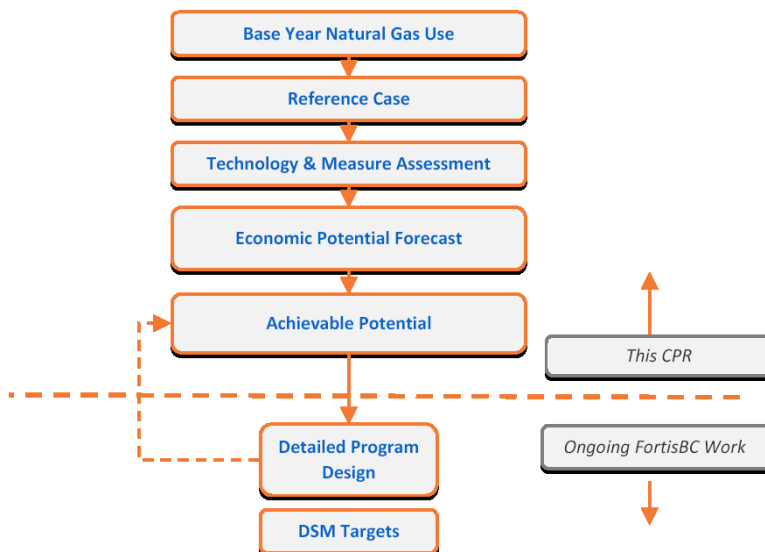 Base Year Natural Gas Use
Reference Case
Technology & Measure Assessment
Economic Potential Forecast
Achievable Potential
This CPR
Detailed Program
Design
Ongoing FortisBC Work
DSM Targets